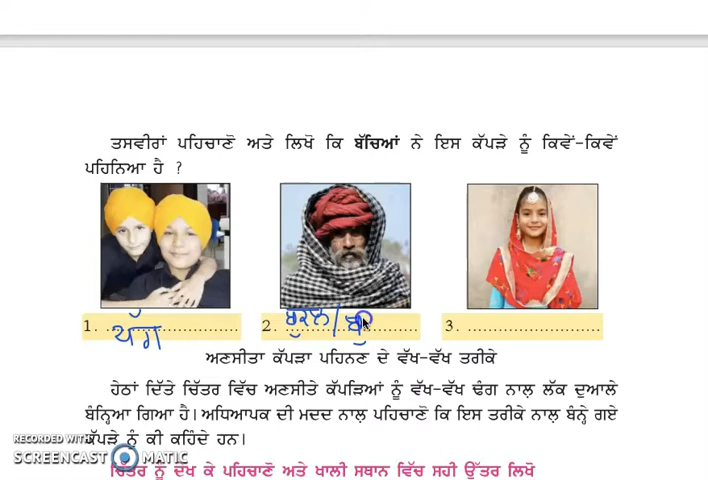 ਤਸਵੀਰਾਂ ਪਹਿਚਾਣੋ ਅਤੇ ਲਿਖੋ ਕਿ ਬੱਚਿਆਂ ਨੇ ਇਸ ਕੱਪੜੇ ਨੂੰ ਕਿਵੇਂ-ਕਿਵੇਂ
ਪਹਿਨਿਆ ਹੈ ?
1. ਪੱਗ 2. ਬੁਕਲ/ 3.
ਅਣਸੀਤਾ ਕੱਪੜਾ ਪਹਿਨਣ ਦੇ ਵੱਖ-ਵੱਖ ਤਰੀਕੇ
ਹੇਠਾਂ ਦਿੱਤੇ ਚਿੱਤਰ ਵਿੱਚ ਅਣਸੀਤੇ ਕੱਪੜਿਆਂ ਨੂੰ ਵੱਖ-ਵੱਖ ਢੰਗ ਨਾਲ਼ ਲੱਕ ਦੁਆਲੇ
ਬੰਨ੍ਹਿਆ ਗਿਆ ਹੈ। ਅਧਿਆਪਕ ਦੀ ਮਦਦ ਨਾਲ਼ ਪਹਿਚਾਣੋ ਕਿ ਇਸ ਤਰੀਕੇ ਨਾਲ਼ ਬੰਨ੍ਹੇ ਗਏ
ਕੱਪੜੇ ਨੂੰ ਕੀ ਕਹਿੰਦੇ ਹਨ।
ਚਿੱਤਰ ਨੂੰ ਦੇਖ ਕੇ ਪਹਿਚਾਣੋ ਅਤੇ ਖਾਲੀ ਸਥਾਨ ਵਿੱਚ ਸਹੀ ਉੱਤਰ ਲਿਖੋ
RECORDED WITH
SCREENCAST MATIC